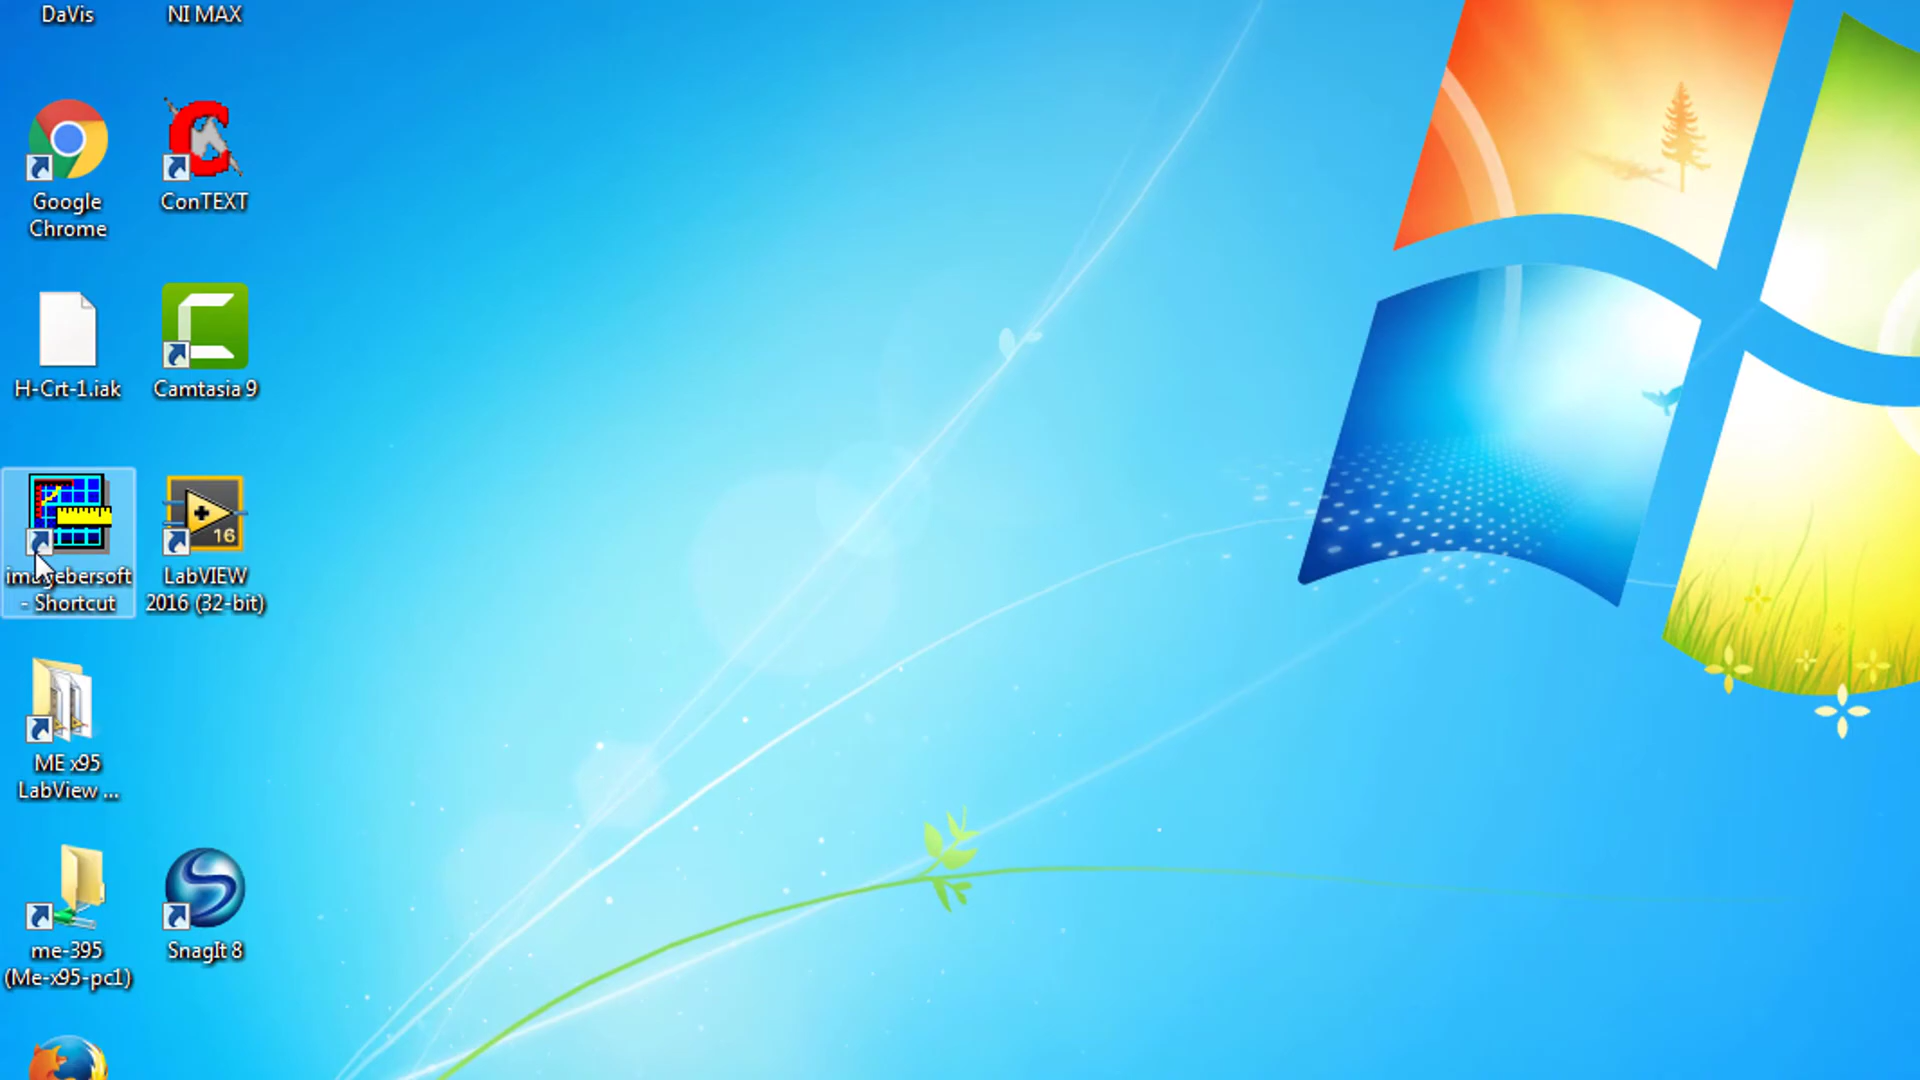 DaVis
NI MAX
Google
Chrome
ConTEXT
H-Crt-1.iak
Camtasia 9
- Shortcut
16
LabVIEW
2016 (32-bit)
ME x95
LabView ...
me-395
(Me-x95-pc1)
SnagIt 8